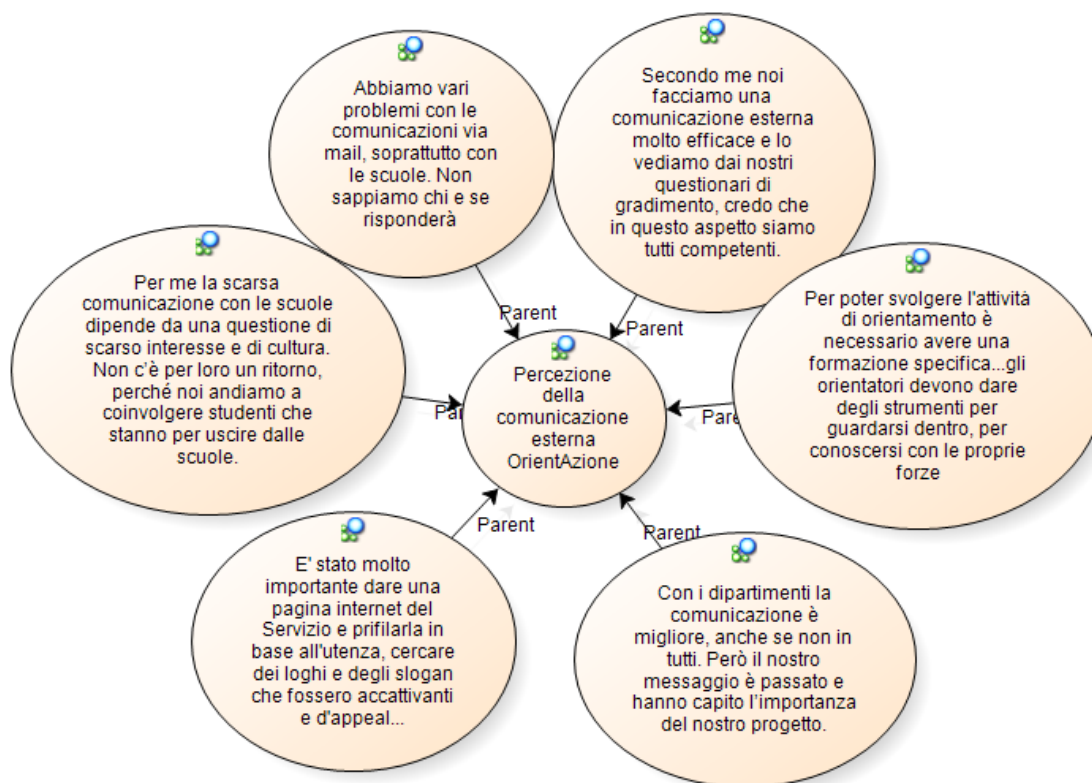 Abbiamo vari
problemi con le
comunicazioni via
mail, soprattutto con
le scuole. Non
sappiamo chi e se
risponderà
Secondo me noi
facciamo una
comunicazione esterna
molto efficace e lo
vediamo dai nostri
questionari di
gradimento, credo che
in questo aspetto siamo
tutti competenti.
Per me la scarsa
comunicazione con le scuole
dipende da una questione di
scarso interesse e di cultura.
Non c’è per loro un ritorno,
perché noi andiamo a
coinvolgere studenti che
stanno per uscire dalle
scuole.
Per poter svolgere l'attività
di orientamento è
necessario avere una
formazione specifica...gli
orientatori devono dare
degli strumenti per
guardarsi dentro, per
conoscersi con le proprie
forze
Parent
Parent
Percezione
della
comunicazione
esterna
OrientAzione
Parent
Parent
E' stato molto
importante dare una
pagina internet del
Servizio e prifilarla in
base all'utenza, cercare
dei loghi e degli slogan
che fossero accattivanti
e d'appeal...
Con i dipartimenti la
comunicazione è
migliore, anche se non in
tutti. Però il nostro
messaggio è passato e
hanno capito l’importanza
del nostro progetto.